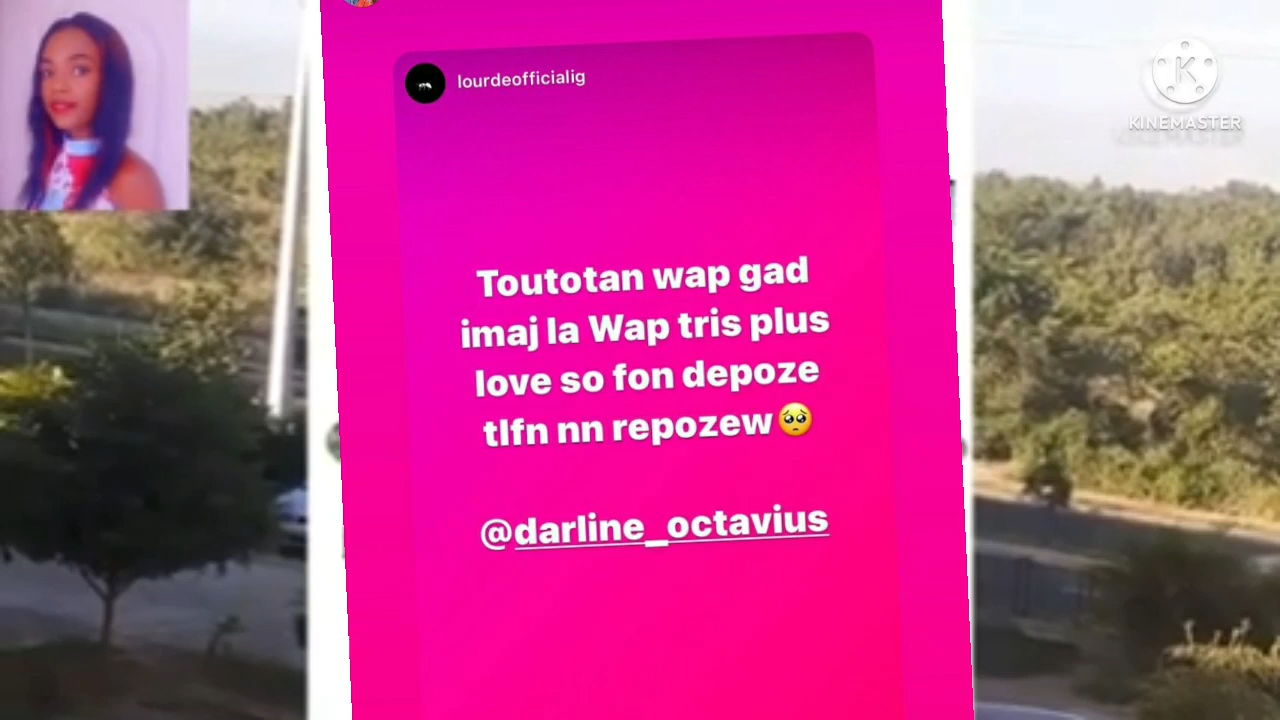 lourdeofficialig
KINEMASTER
Toutotan wap gad
imaj la Wap tris plus
love so fon depoze
tlfn nn repozew🥺
@darline_octavius